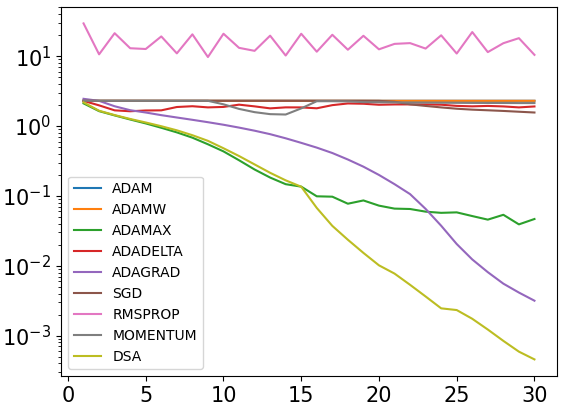 10^1
10^0
10^-1
10^-2
10^-3
ADAM
ADAMW
ADAMAX
ADADELTA
ADAGRAD
SGD
RMSPROP
MOMENTUM
DSA
0 5 10 15 20 25 30